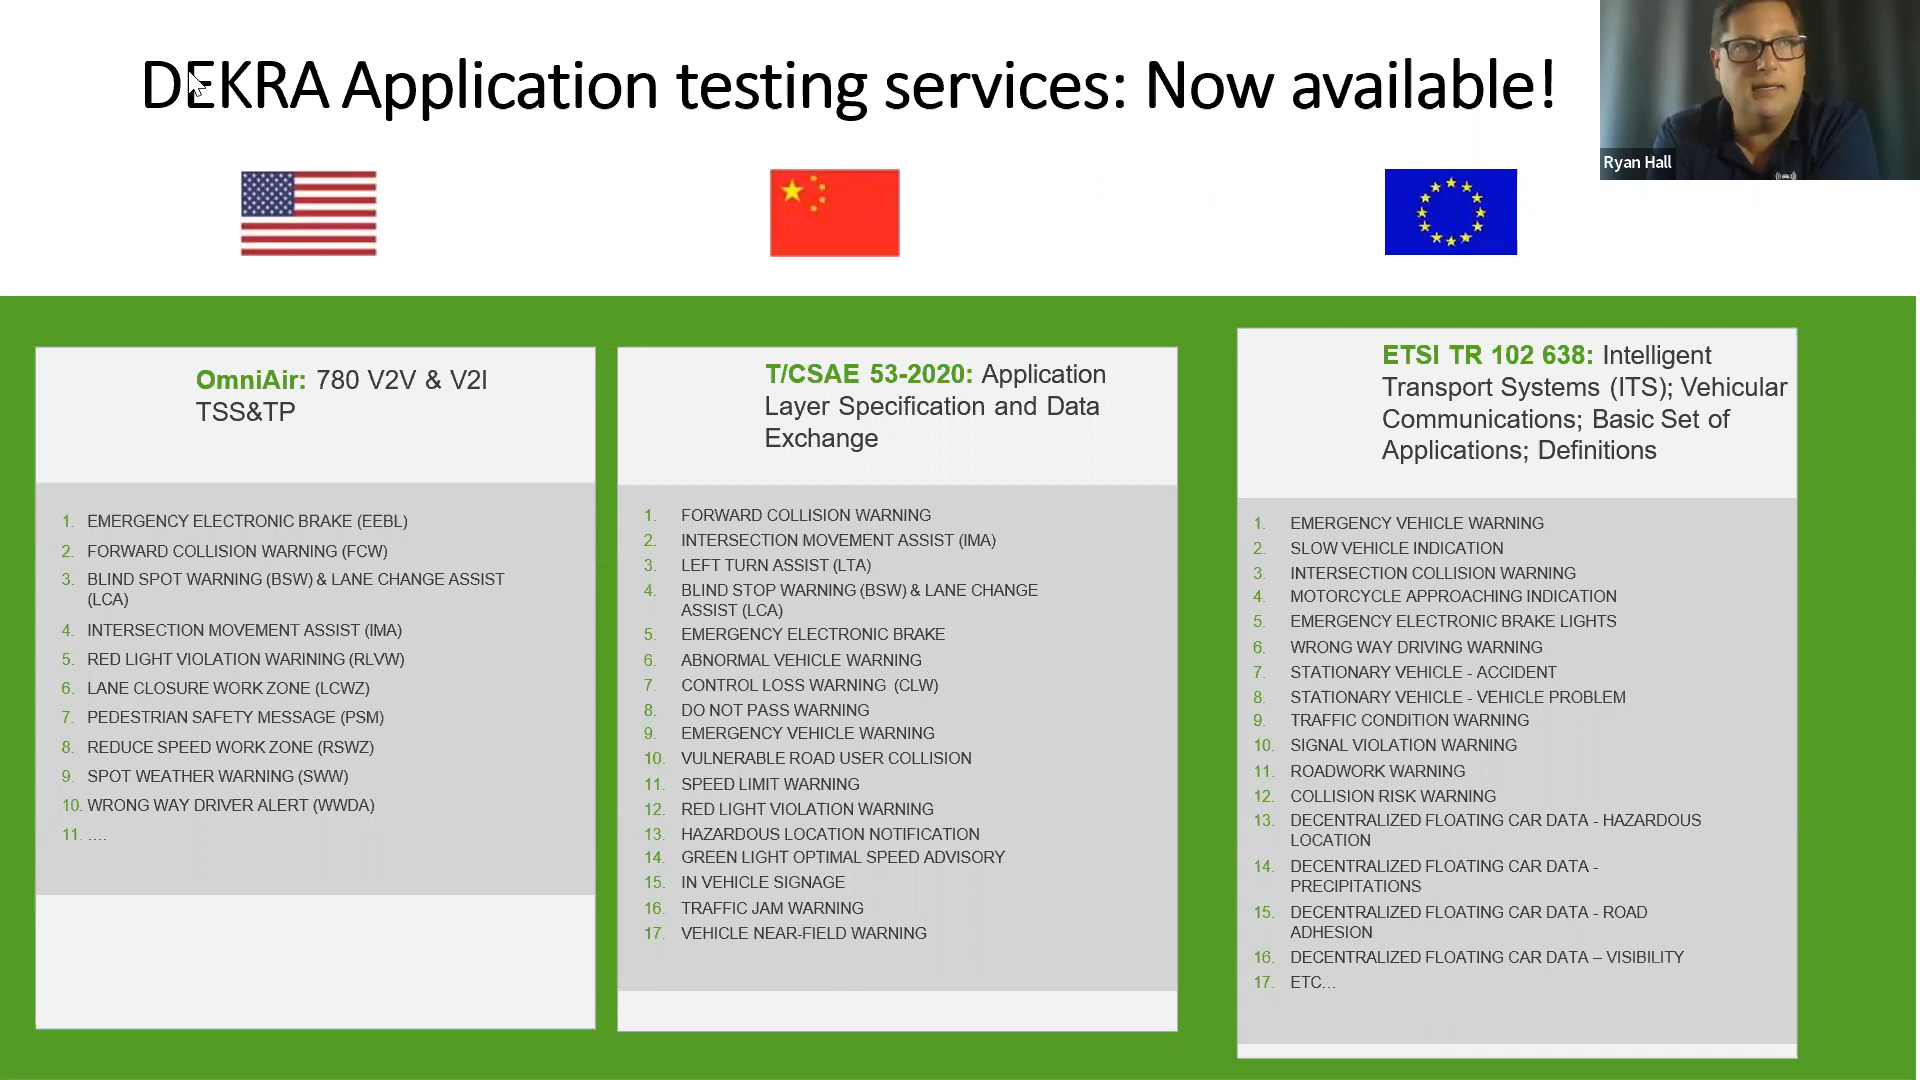 DEKRA Application testing services: Now available!
Ryan Hall
OmniAir: 780 V2V & V2I
TSS&TP
1. EMERGENCY ELECTRONIC BRAKE (EEBL)
2. FORWARD COLLISION WARNING (FCW)
3. BLIND SPOT WARNING (BSW) & LANE CHANGE ASSIST
(LCA)
4. INTERSECTION MOVEMENT ASSIST (IMA)
5. RED LIGHT VIOLATION WARINING (RLVW)
6. LANE CLOSURE WORK ZONE (LCWZ)
7. PEDESTRIAN SAFETY MESSAGE (PSM)
8. REDUCE SPEED WORK ZONE (RSWZ)
9. SPOT WEATHER WARNING (SWW)
10. WRONG WAY DRIVER ALERT (WWDA)
11. ....
T/CSAE 53-2020: Application
Layer Specification and Data
Exchange
1. FORWARD COLLISION WARNING
2. INTERSECTION MOVEMENT ASSIST (IMA)
3. LEFT TURN ASSIST (LTA)
4. BLIND STOP WARNING (BSW) & LANE CHANGE
ASSIST (LCA)
5. EMERGENCY ELECTRONIC BRAKE
6. ABNORMAL VEHICLE WARNING
7. CONTROL LOSS WARNING (CLW)
8. DO NOT PASS WARNING
9. EMERGENCY VEHICLE WARNING
10. VULNERABLE ROAD USER COLLISION
11. SPEED LIMIT WARNING
12. RED LIGHT VIOLATION WARNING
13. HAZARDOUS LOCATION NOTIFICATION
14. GREEN LIGHT OPTIMAL SPEED ADVISORY
15. IN VEHICLE SIGNAGE
16. TRAFFIC JAM WARNING
17. VEHICLE NEAR-FIELD WARNING
ETSI TR 102 638: Intelligent
Transport Systems (ITS); Vehicular
Communications; Basic Set of
Applications; Definitions
1. EMERGENCY VEHICLE WARNING
2. SLOW VEHICLE INDICATION
3. INTERSECTION COLLISION WARNING
4. MOTORCYCLE APPROACHING INDICATION
5. EMERGENCY ELECTRONIC BRAKE LIGHTS
6. WRONG WAY DRIVING WARNING
7. STATIONARY VEHICLE - ACCIDENT
8. STATIONARY VEHICLE - VEHICLE PROBLEM
9. TRAFFIC CONDITION WARNING
10. SIGNAL VIOLATION WARNING
11. ROADWORK WARNING
12. COLLISION RISK WARNING
13. DECENTRALIZED FLOATING CAR DATA - HAZARDOUS
LOCATION
14. DECENTRALIZED FLOATING CAR DATA -
PRECIPITATIONS
15. DECENTRALIZED FLOATING CAR DATA - ROAD
ADHESION
16. DECENTRALIZED FLOATING CAR DATA – VISIBILITY
17. ETC...